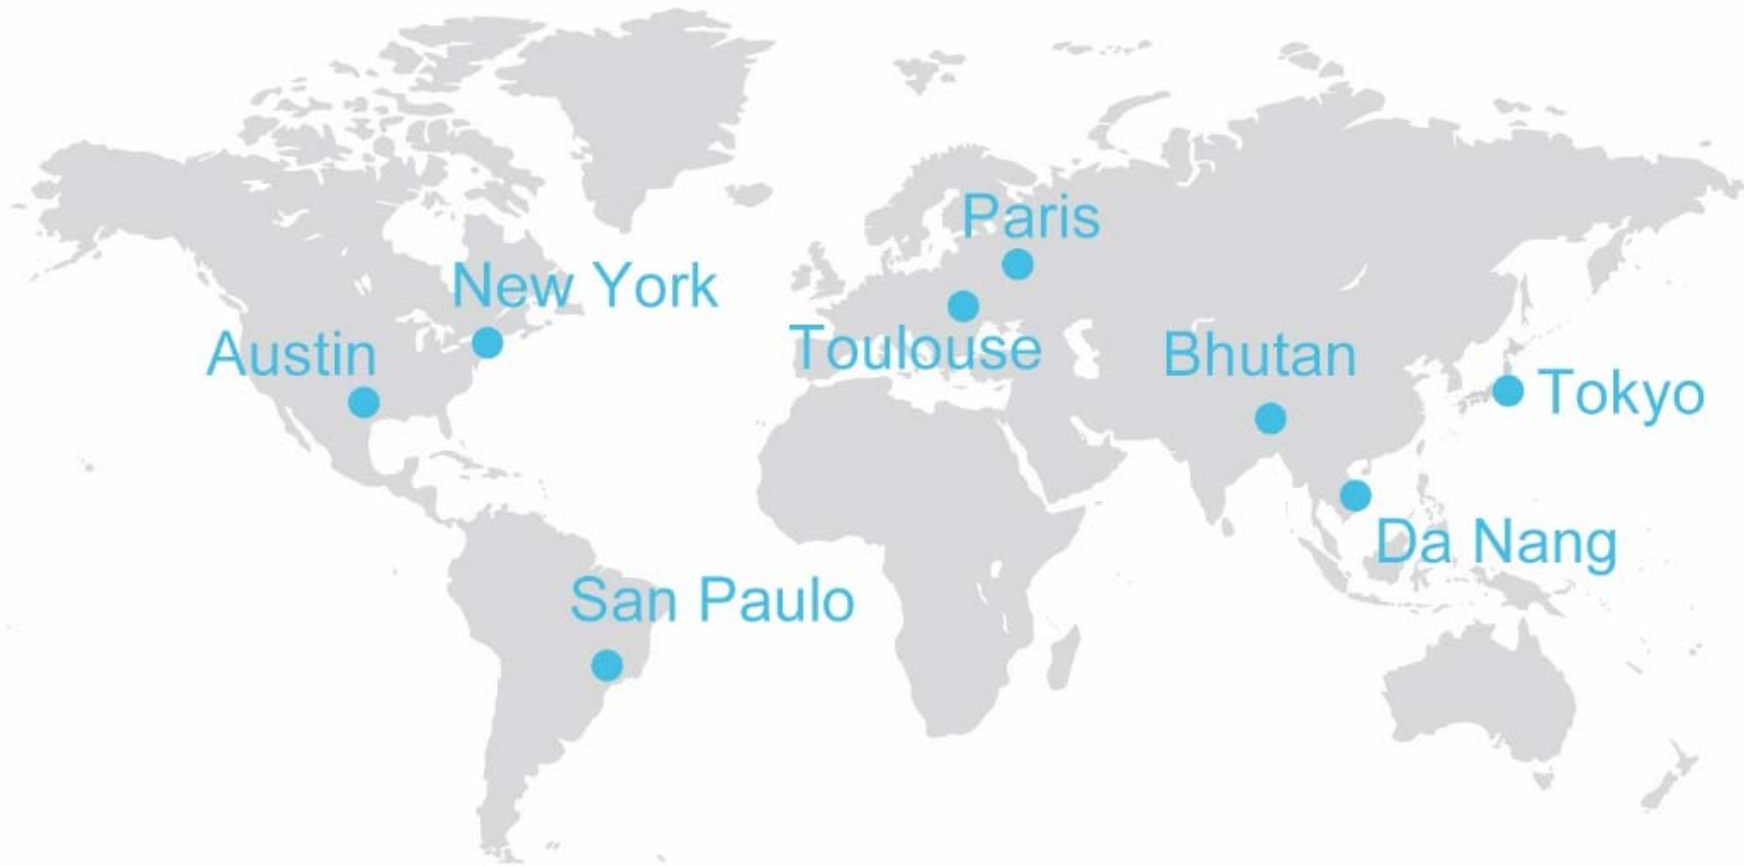 Paris
New York
Austin
Toulouse
Bhutan
Tokyo
Da Nang
San Paulo